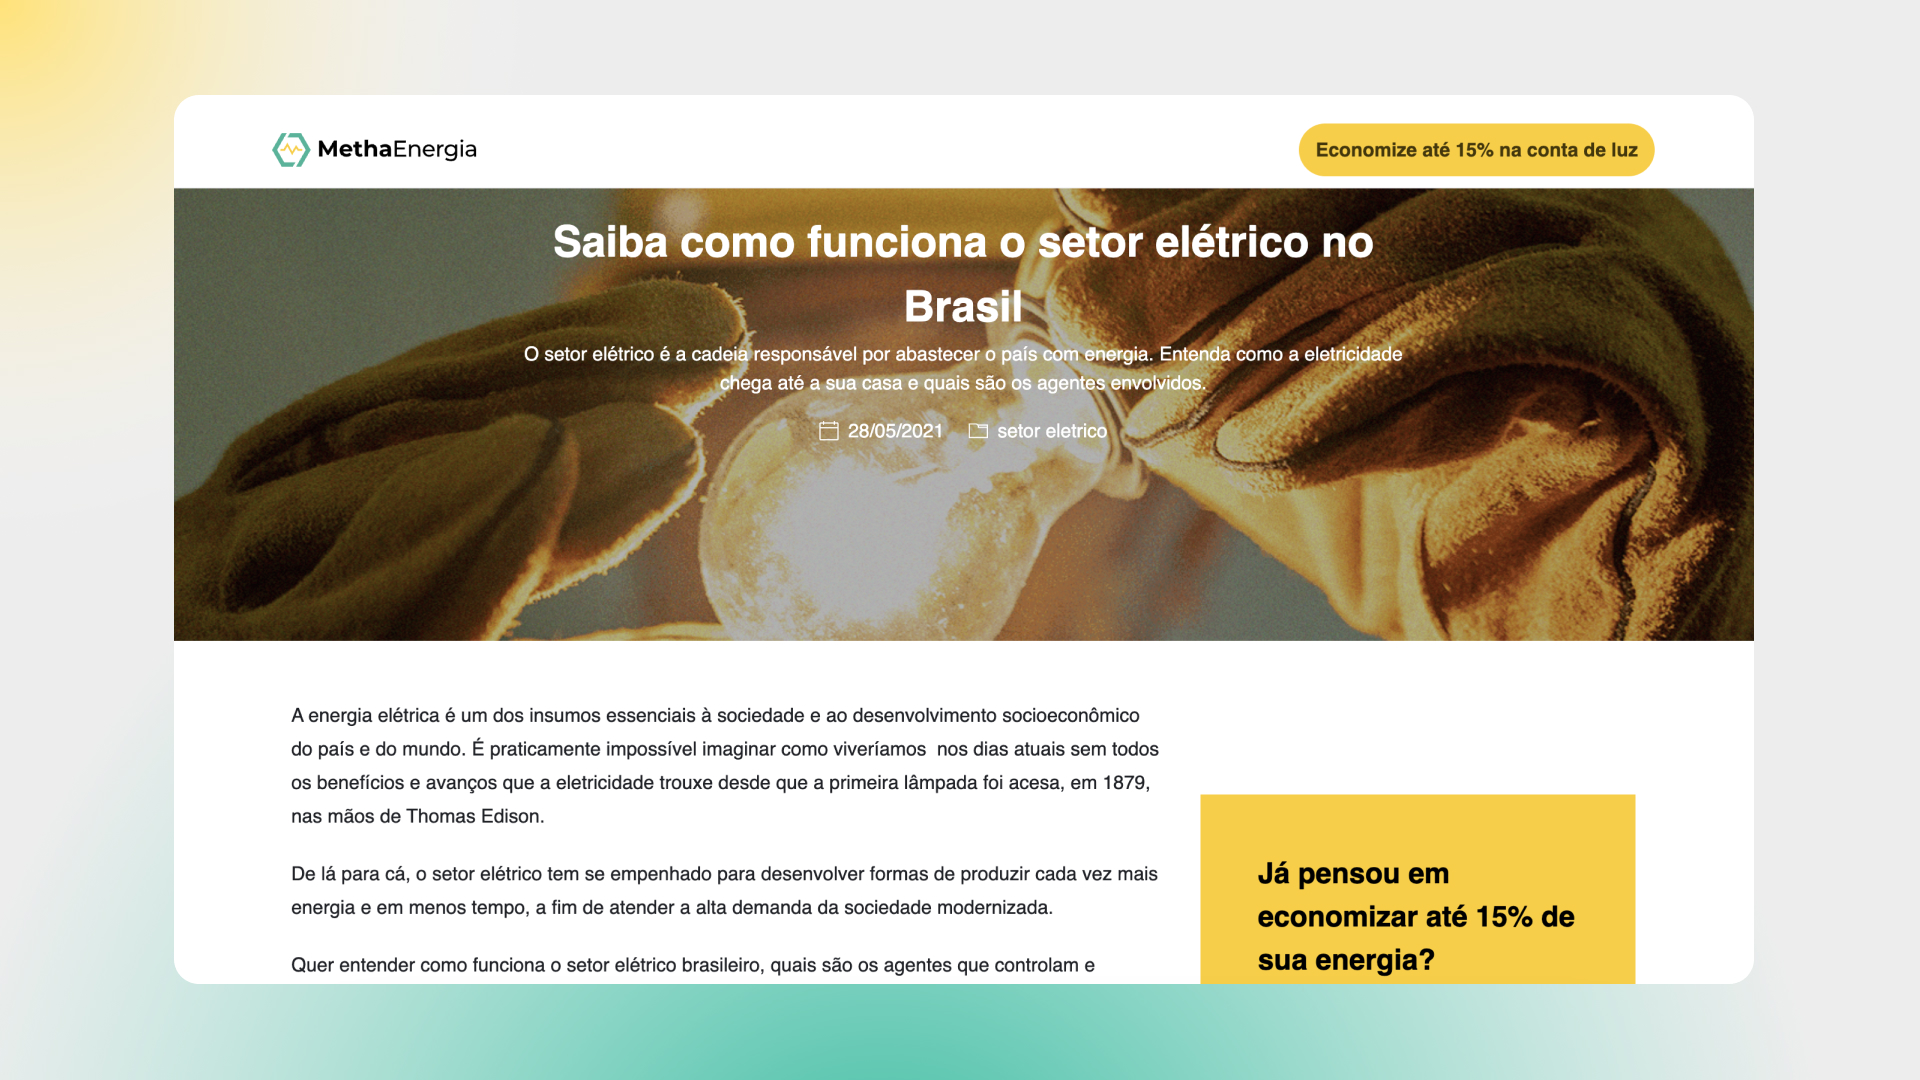 MethaEnergia
Economize até 15% na conta de luz
Saiba como funciona o setor elétrico no
Brasil
O setor elétrico é a cadeia responsável por abastecer o país com energia. Entenda como a eletricidade
chega até a sua casa e quais são os agentes envolvidos.
28/05/2021 setor eletrico
A energia elétrica é um dos insumos essenciais à sociedade e ao desenvolvimento socioeconômico
do país e do mundo. É praticamente impossível imaginar como viveríamos  nos dias atuais sem todos
os benefícios e avanços que a eletricidade trouxe desde que a primeira lâmpada foi acesa, em 1879,
nas mãos de Thomas Edison.
De lá para cá, o setor elétrico tem se empenhado para desenvolver formas de produzir cada vez mais
energia e em menos tempo, a fim de atender a alta demanda da sociedade modernizada.
Quer entender como funciona o setor elétrico brasileiro, quais são os agentes que controlam e
Já pensou em
economizar até 15% de
sua energia?